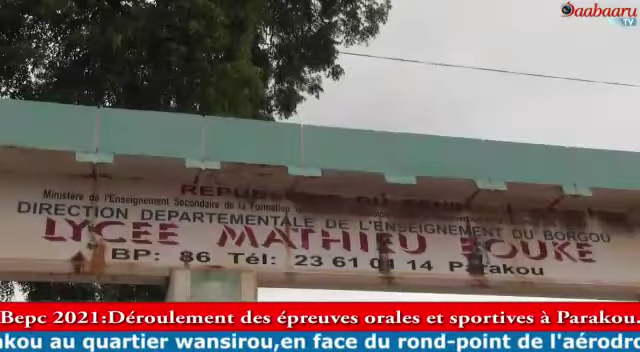 Daabaaru
TV
REPUBLIQUE DU BENIN
Ministère de l'Enseignement Secondaire de la Formation
DIRECTION DEPARTEMENTALE DE L'ENSEIGNEMENT DU BORGOU
LYCEE MATHIEU BOUKE
BP: 86 Tél: 23 61 01 14 Parakou
Bepc 2021:Déroulement des épreuves orales et sportives à Parakou.
akou au quartier wansirou,en face du rond-point de l'aérodro